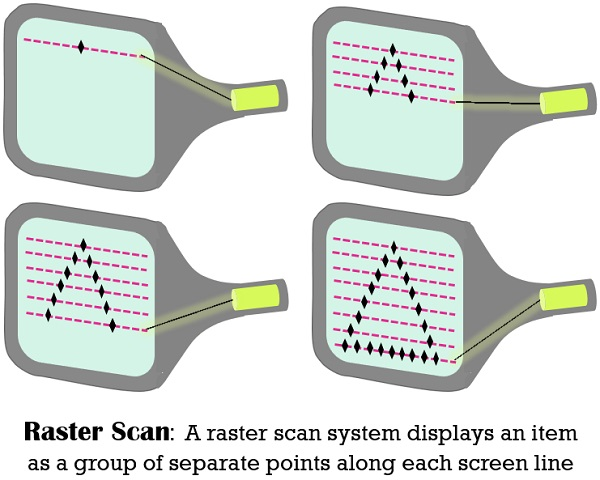 Raster Scan: A raster scan system displays an item
as a group of separate points along each screen line